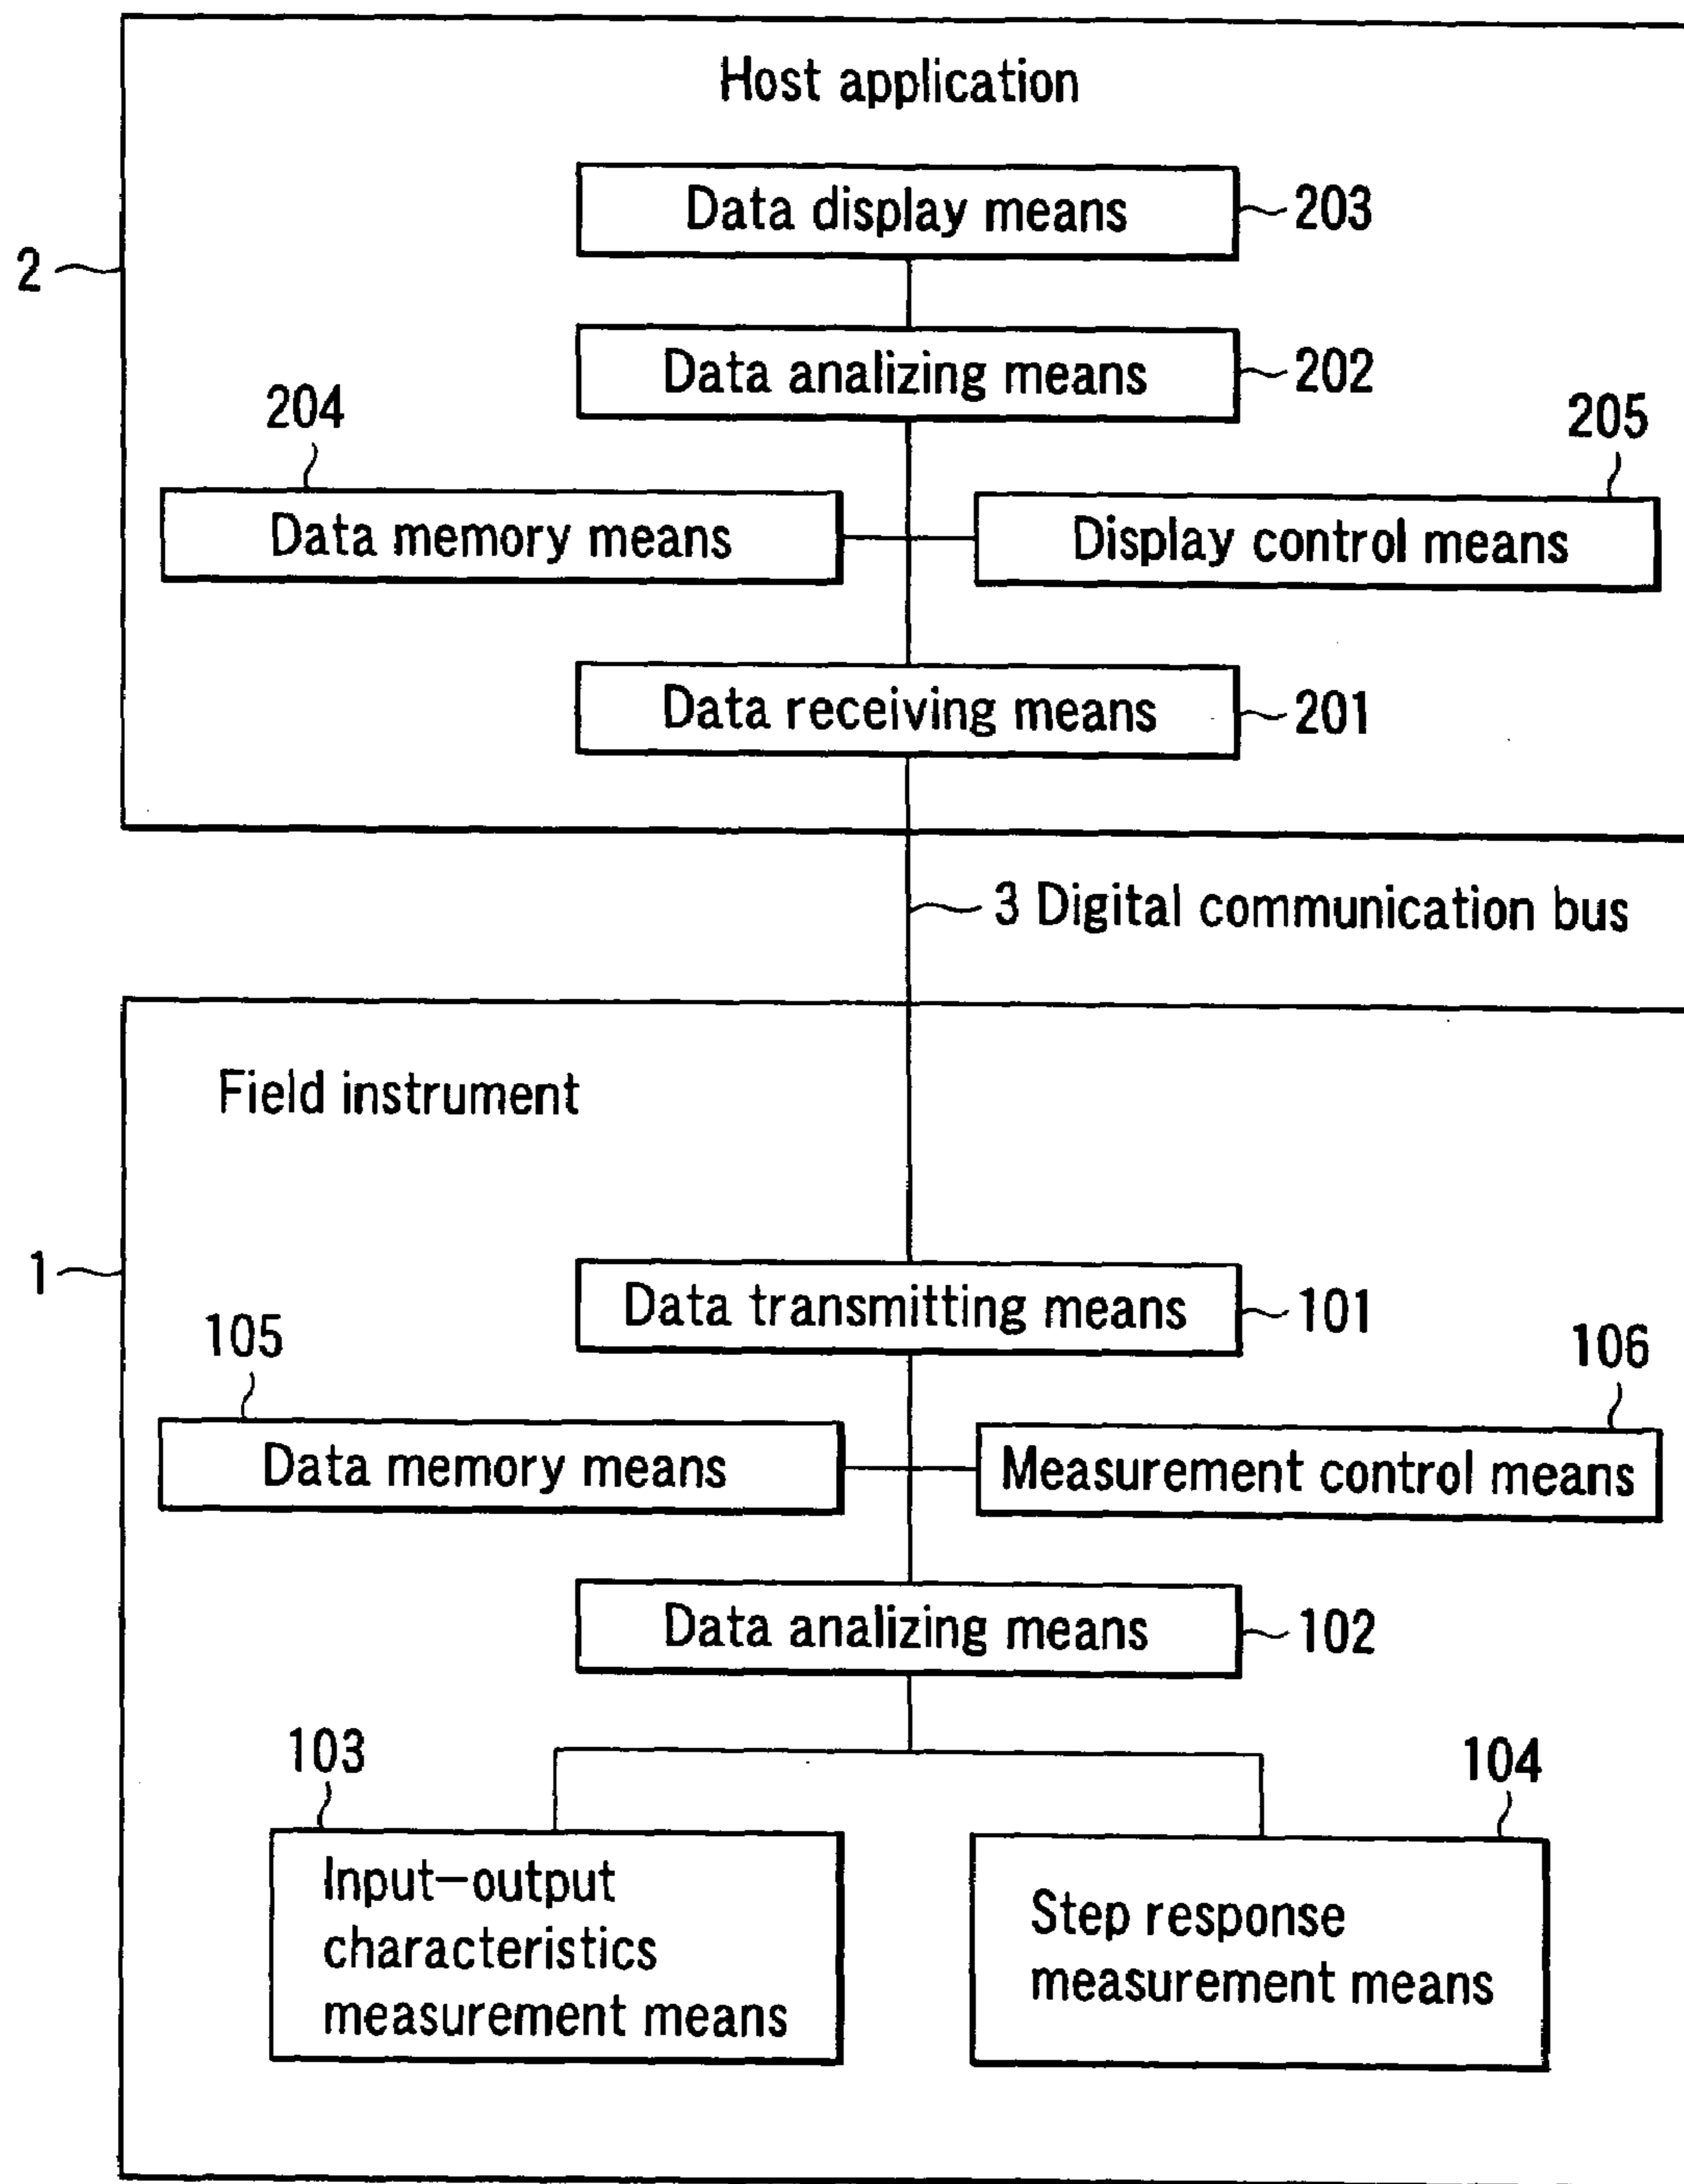 Host application
Data display means
203
2
Data analizing means
202
204
205
Data memory means
Display control means
Data receiving means
201
3 Digital communication bus
Field instrument
1
Data transmitting means
101
105
106
Data memory means
Measurement control means
Data analizing means
102
103
104
Input-output
characteristics
measurement means
Step response
measurement means